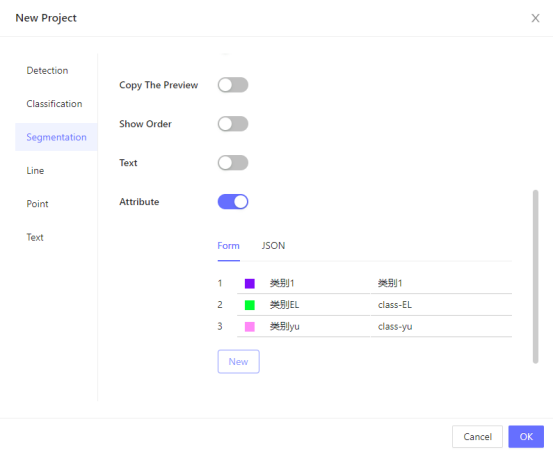 New Project
Detection
Classification
Segmentation
Line
Point
Text
Copy The Preview
Show Order
Text
Attribute
Form JSON
1 类别1 类别1
2 类别EL class-EL
3 类别yu class-yu
New
Cancel OK